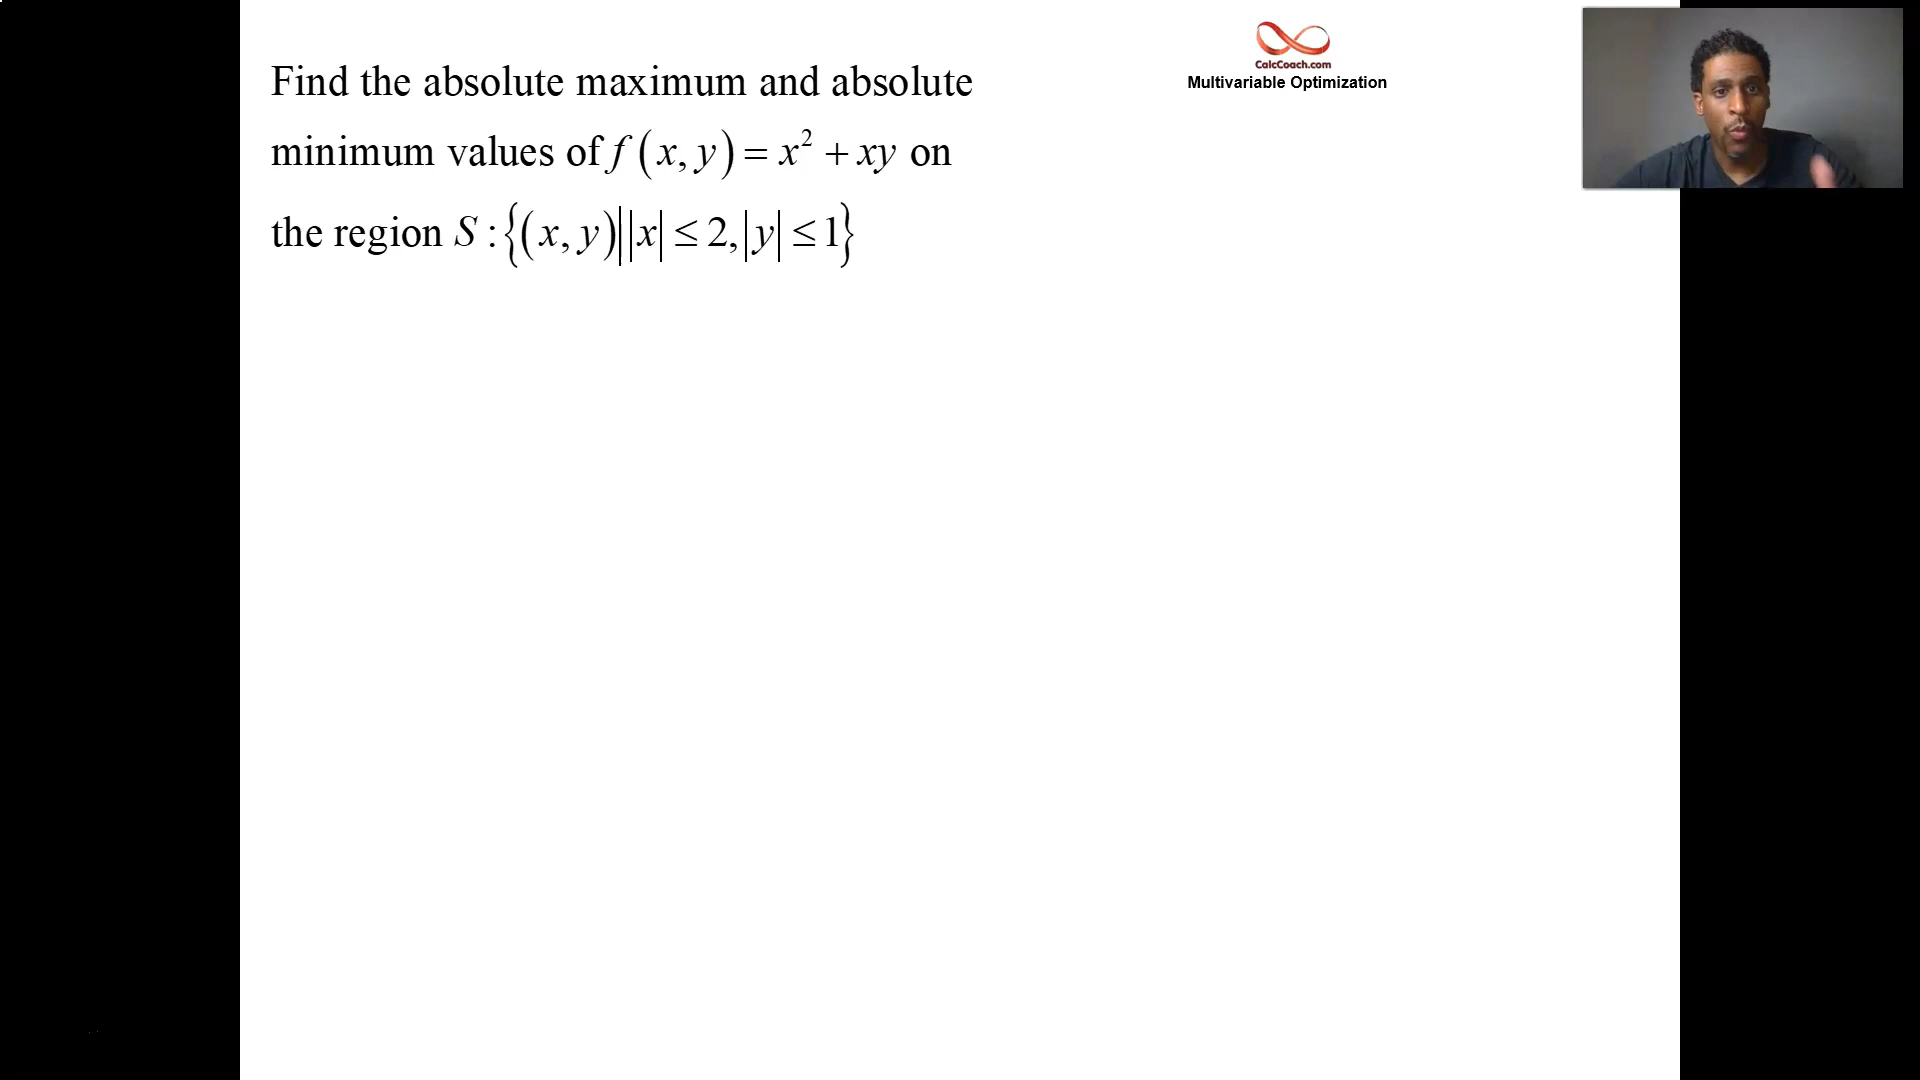 Find the absolute maximum and absolute
minimum values of f(x, y) = x² + xy on
the region S : {(x, y)||x| ≤ 2, |y| ≤ 1}
CalcCoach.com
Multivariable Optimization